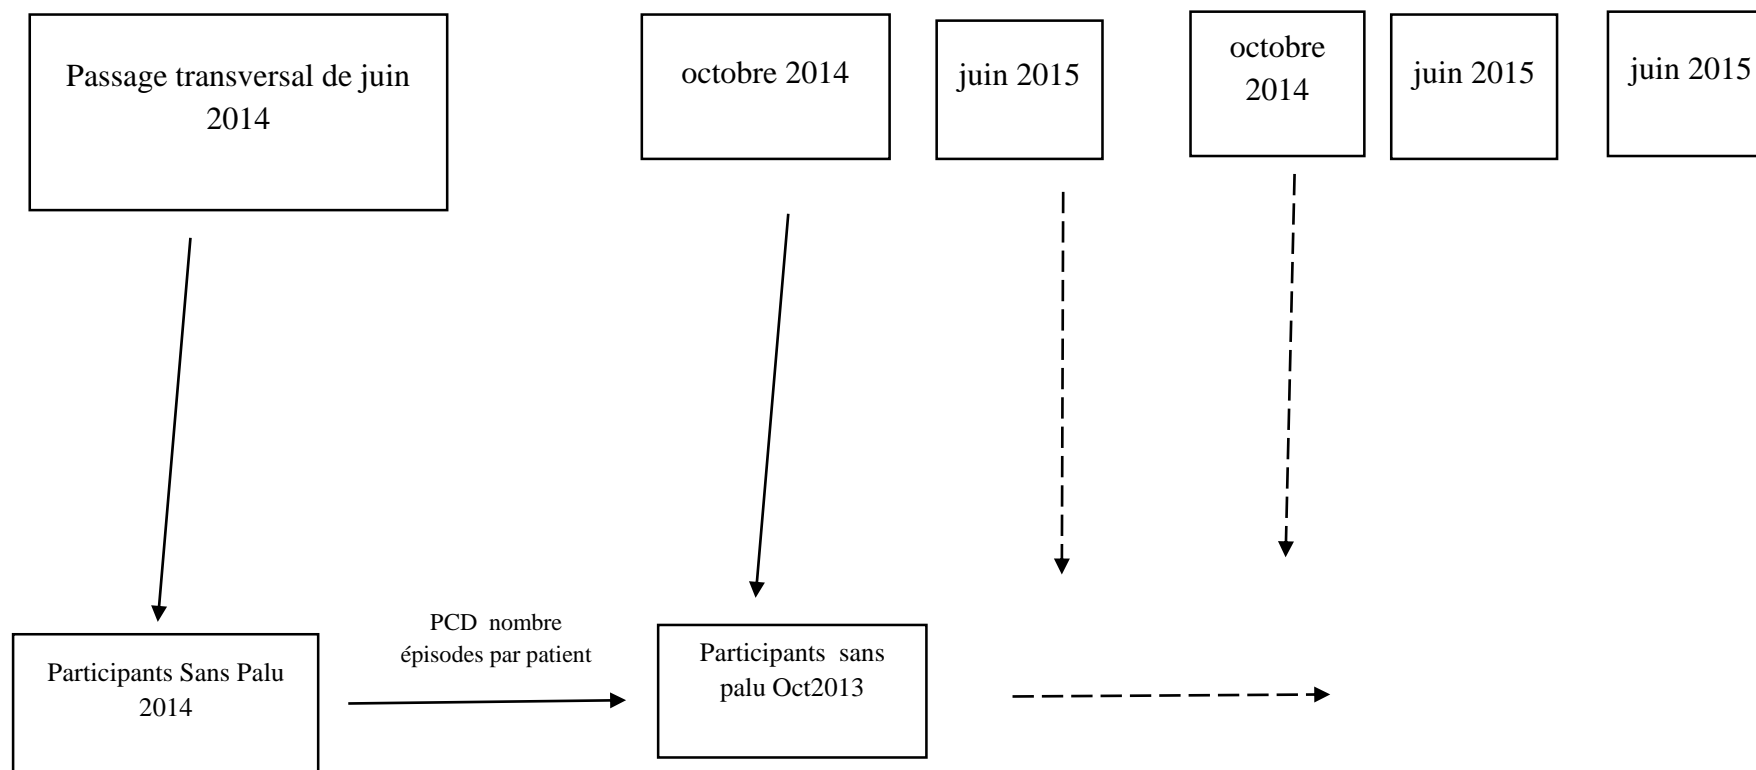 Passage transversal de juin
2014
octobre 2014
juin 2015
octobre
2014
juin 2015
juin 2015
PCD nombre
épisodes par patient
Participants Sans Palu
2014
Participants sans
palu Oct2013